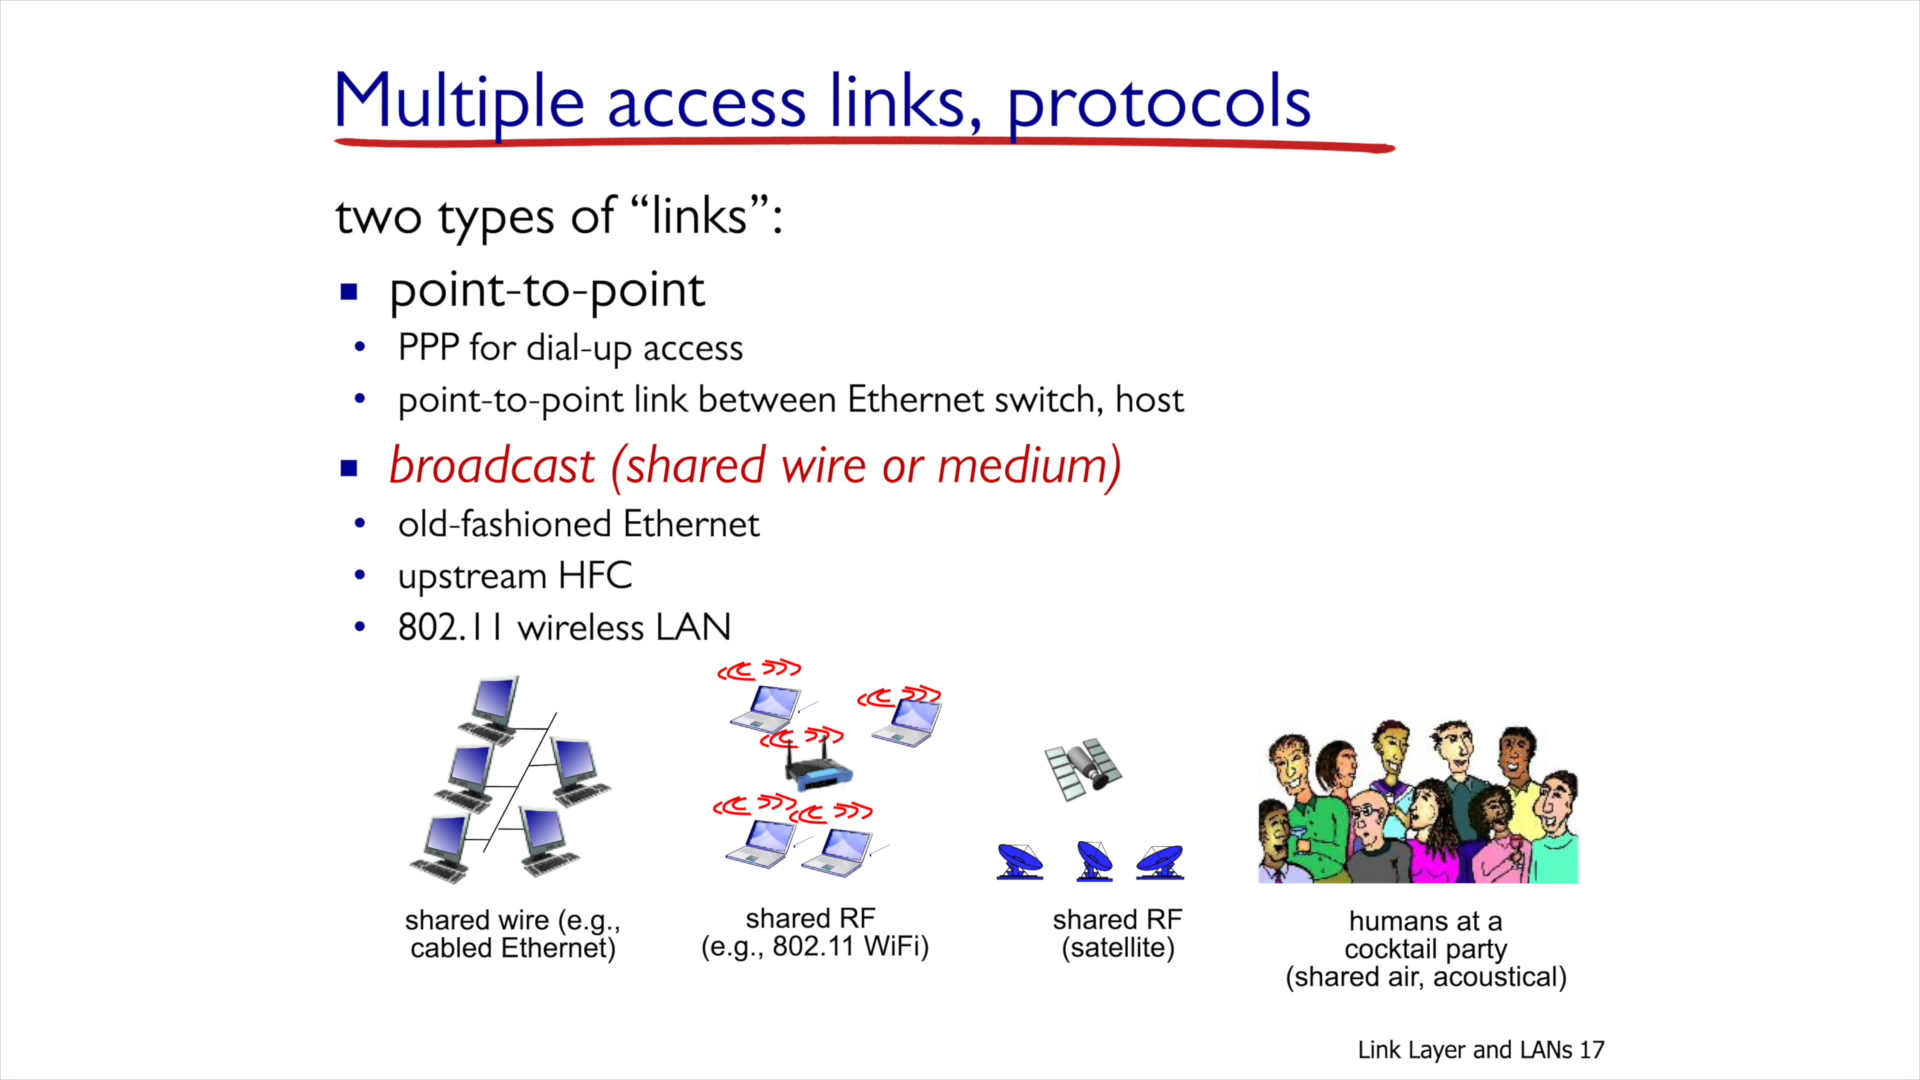 Multiple access links, protocols
two types of “links”:
▪ point-to-point
• PPP for dial-up access
• point-to-point link between Ethernet switch, host
▪ broadcast (shared wire or medium)
• old-fashioned Ethernet
• upstream HFC
• 802.11 wireless LAN
shared wire (e.g.,
cabled Ethernet)
shared RF
(e.g., 802.11 WiFi)
shared RF
(satellite)
humans at a
cocktail party
(shared air, acoustical)
Link Layer and LANs 17